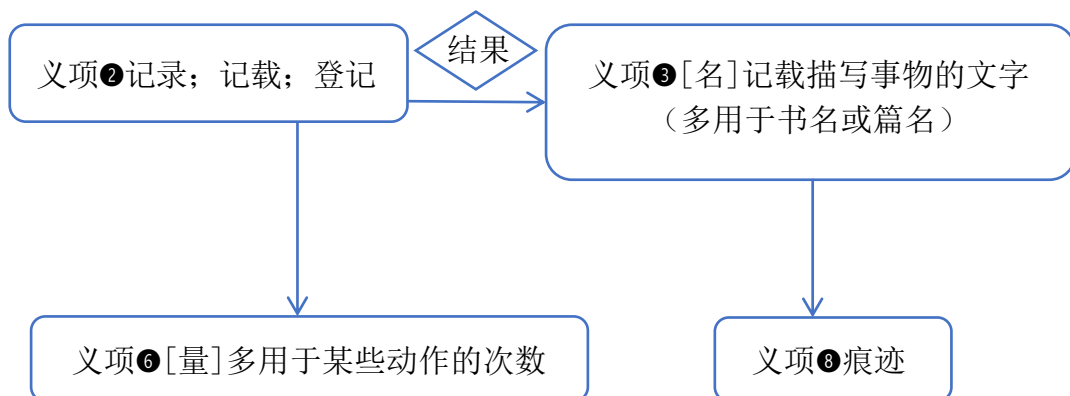 结果
义项❷记录；记载；登记
义项❸[名]记载描写事物的文字
（多用于书名或篇名）
义项❻[量]多用于某些动作的次数
义项❽痕迹